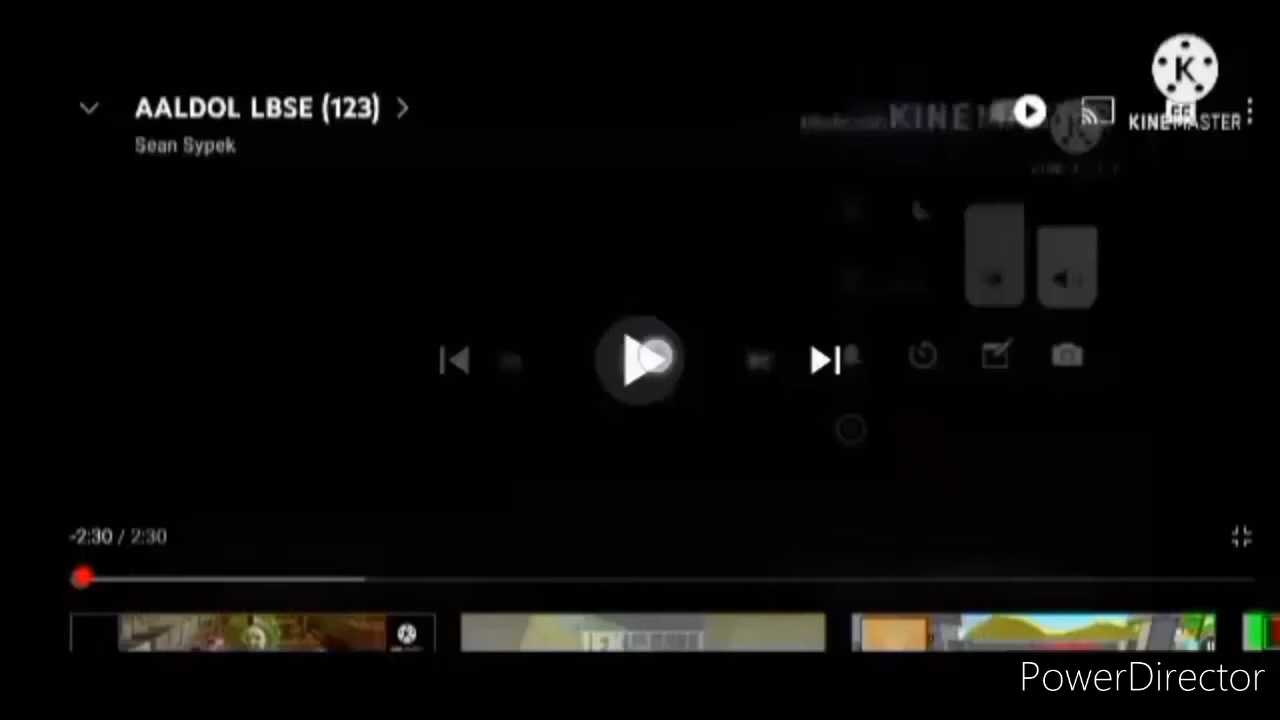 AALDOL LBSE (123)
Sean Sypek
KINEMASTER
-2:30 / 2:30
PowerDirector